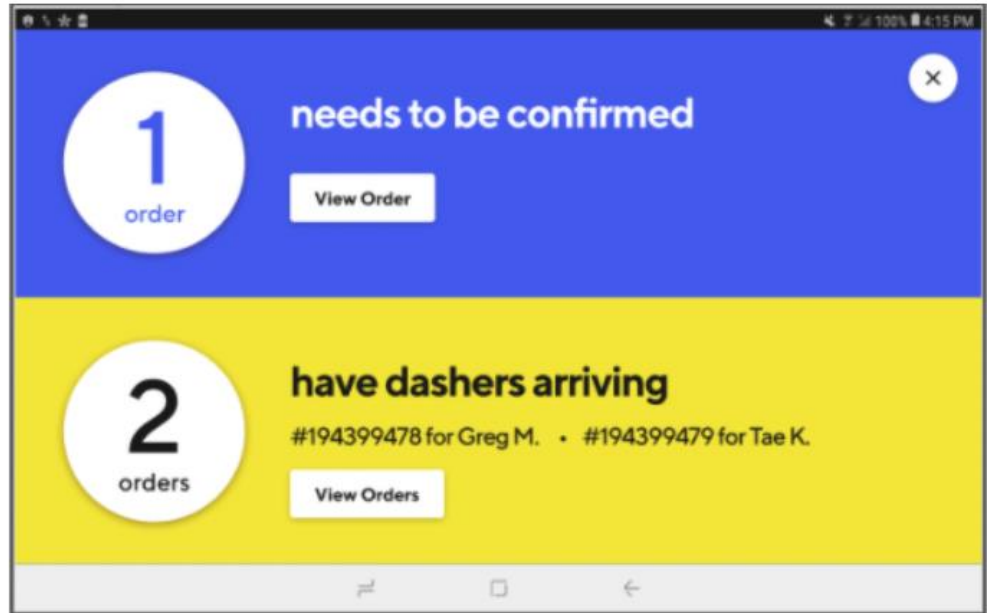 100% 4:15 PM
1
order
needs to be confirmed
View Order
2
orders
have dashers arriving
#194399478 for Greg M. • #194399479 for Tae K.
View Orders